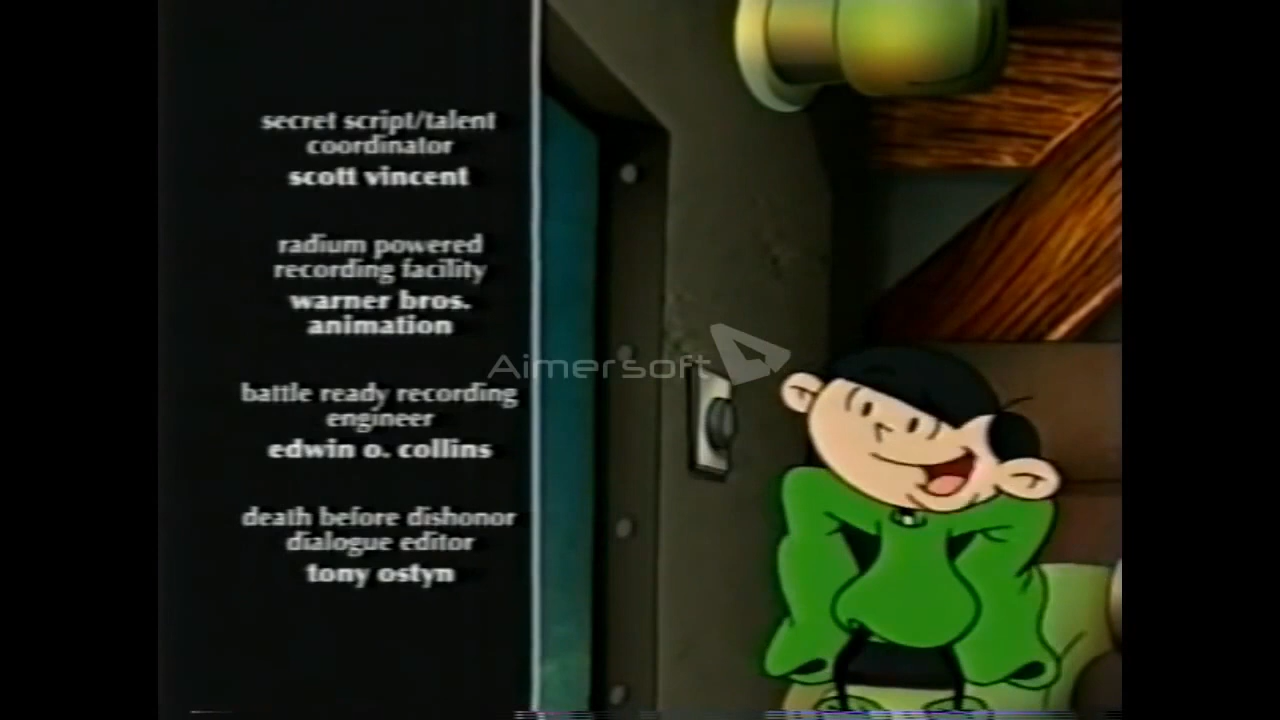 secret script/talent
coordinator
scott vincent
radium powered
recording facility
warner bros.
animation
battle ready recording
engineer
edwin o. collins
death before dishonor
dialogue editor
tony ostyn
Aimersoft